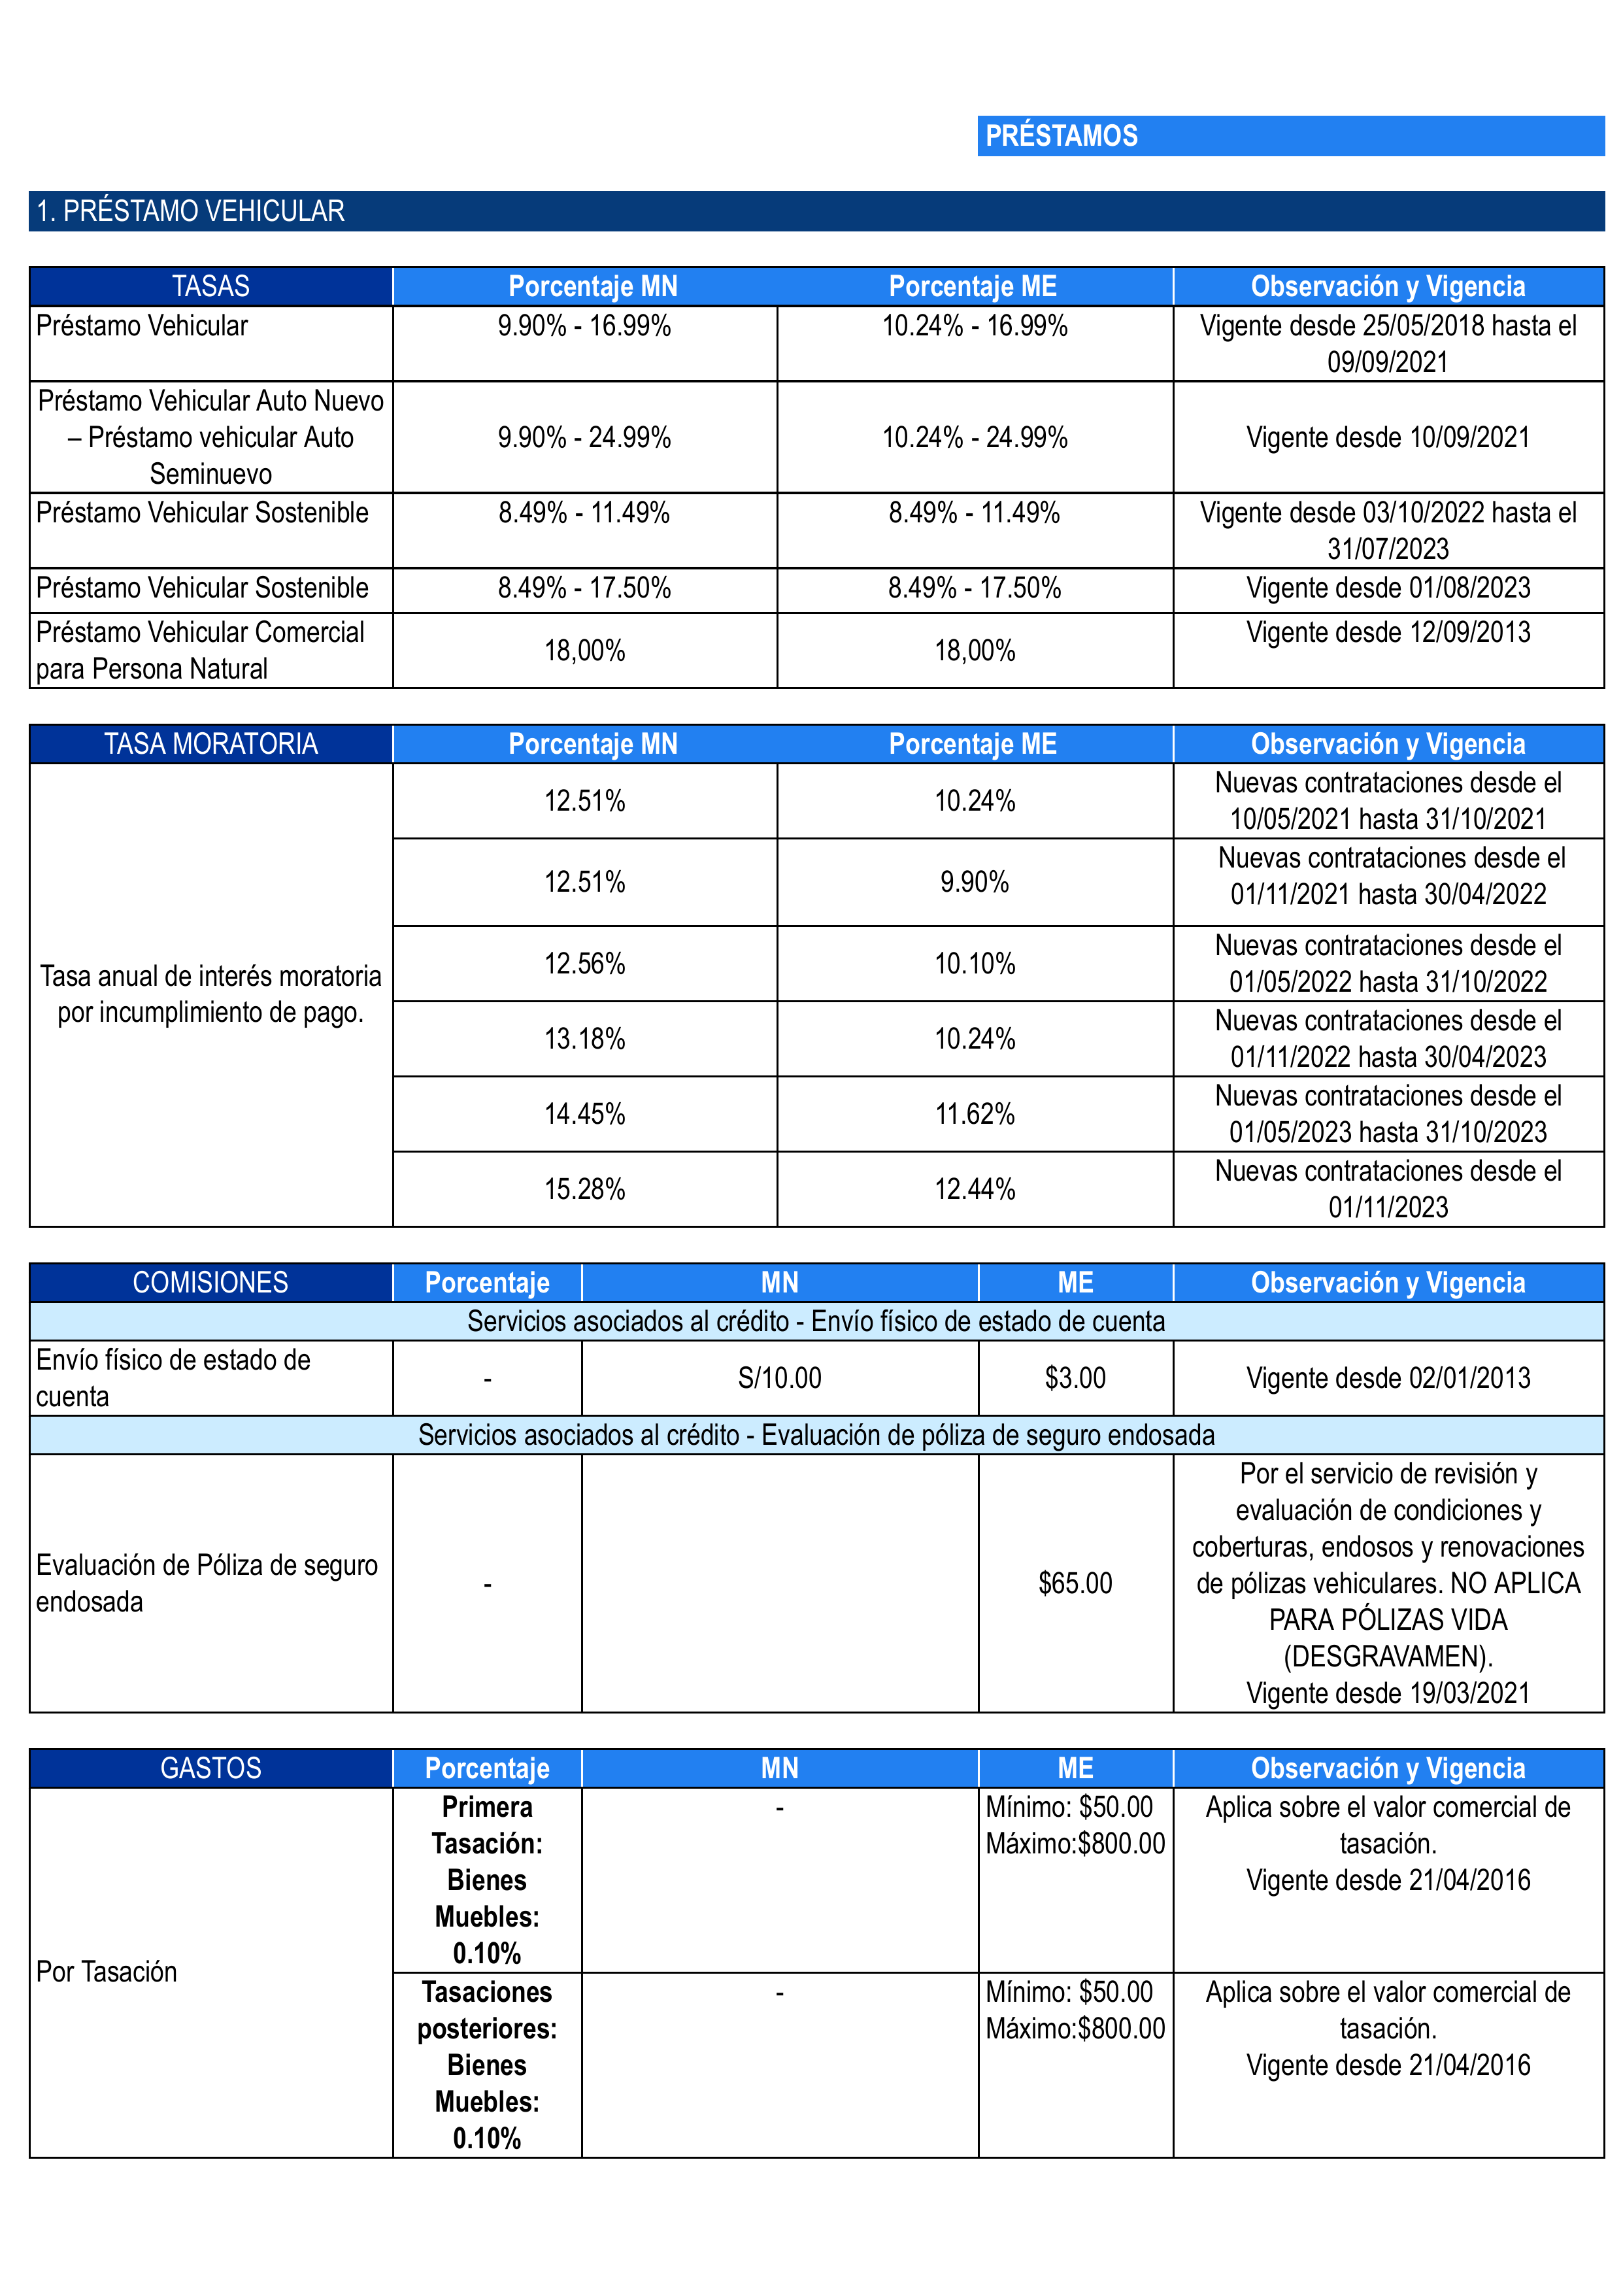 PRÉSTAMOS
1. PRÉSTAMO VEHICULAR
TASAS Porcentaje MN Porcentaje ME Observación y Vigencia
Préstamo Vehicular 9.90% - 16.99% 10.24% - 16.99% Vigente desde 25/05/2018 hasta el
09/09/2021
Préstamo Vehicular Auto Nuevo
– Préstamo vehicular Auto 9.90% - 24.99% 10.24% - 24.99% Vigente desde 10/09/2021
Seminuevo
Préstamo Vehicular Sostenible 8.49% - 11.49% 8.49% - 11.49% Vigente desde 03/10/2022 hasta el
31/07/2023
Préstamo Vehicular Sostenible 8.49% - 17.50% 8.49% - 17.50% Vigente desde 01/08/2023
Préstamo Vehicular Comercial
para Persona Natural 18,00% 18,00% Vigente desde 12/09/2013
TASA MORATORIA Porcentaje MN Porcentaje ME Observación y Vigencia
Tasa anual de interés moratoria
por incumplimiento de pago.
12.51% 10.24% Nuevas contrataciones desde el
10/05/2021 hasta 31/10/2021
12.51% 9.90% Nuevas contrataciones desde el
01/11/2021 hasta 30/04/2022
12.56% 10.10% Nuevas contrataciones desde el
01/05/2022 hasta 31/10/2022
13.18% 10.24% Nuevas contrataciones desde el
01/11/2022 hasta 30/04/2023
14.45% 11.62% Nuevas contrataciones desde el
01/05/2023 hasta 31/10/2023
15.28% 12.44% Nuevas contrataciones desde el
01/11/2023
COMISIONES Porcentaje MN ME Observación y Vigencia
Servicios asociados al crédito - Envío físico de estado de cuenta
Envío físico de estado de
cuenta - S/10.00 $3.00 Vigente desde 02/01/2013
Servicios asociados al crédito - Evaluación de póliza de seguro endosada
Evaluación de Póliza de seguro
endosada
- $65.00
Por el servicio de revisión y
evaluación de condiciones y
coberturas, endosos y renovaciones
de pólizas vehiculares. NO APLICA
PARA PÓLIZAS VIDA
(DESGRAVAMEN).
Vigente desde 19/03/2021
GASTOS Porcentaje MN ME Observación y Vigencia
Por Tasación
Primera - Mínimo: $50.00 Aplica sobre el valor comercial de
Tasación: Máximo:$800.00 tasación.
Bienes Vigente desde 21/04/2016
Muebles:
0.10%
Tasaciones - Mínimo: $50.00 Aplica sobre el valor comercial de
posteriores: Máximo:$800.00 tasación.
Bienes Vigente desde 21/04/2016
Muebles:
0.10%